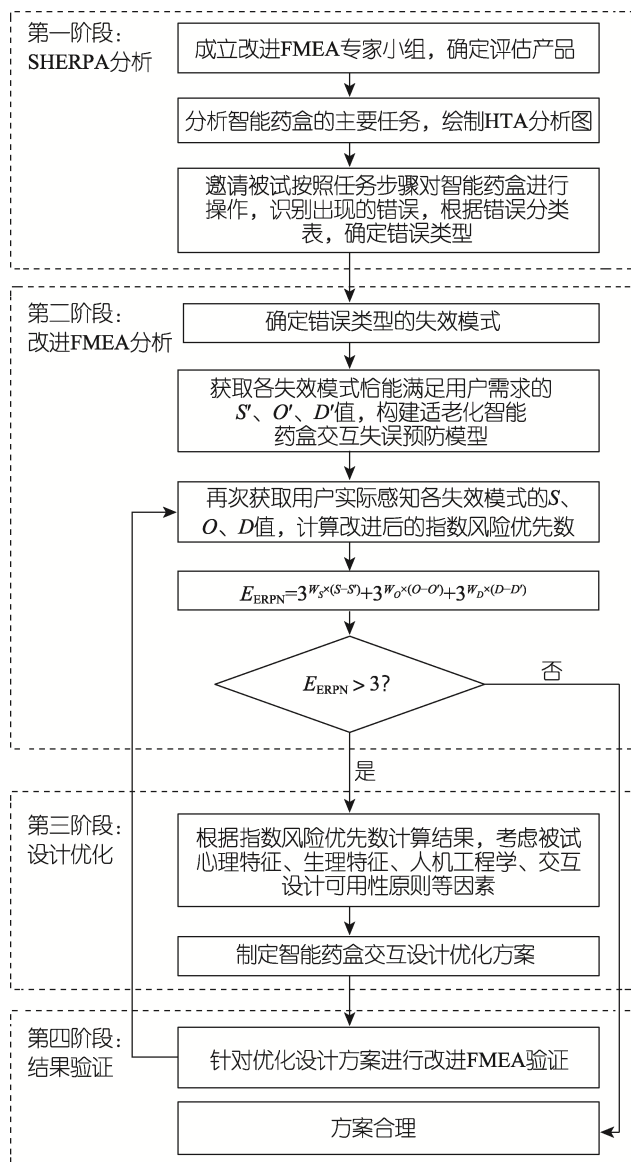 第一阶段：
SHERPA分析
成立改进FMEA专家小组，确定评估产品
分析智能药盒的主要任务，绘制HTA分析图
邀请被试按照任务步骤对智能药盒进行
操作，识别出现的错误，根据错误分类
表，确定错误类型
第二阶段：
改进FMEA分析
确定错误类型的失效模式
获取各失效模式恰能满足用户需求的
S′、O′、D′值，构建适老化智能
药盒交互失误预防模型
再次获取用户实际感知各失效模式的S、
O、D值，计算改进后的指数风险优先数
E_ERPN=3^{W_S×(S−S′)}+3^{W_O×(O−O′)}+3^{W_D×(D−D′)}
E_ERPN＞3?
否
是
第三阶段：
设计优化
根据指数风险优先数计算结果，考虑被试
心理特征、生理特征、人机工程学、交互
设计可用性原则等因素
制定智能药盒交互设计优化方案
第四阶段：
结果验证
针对优化设计方案进行改进FMEA验证
方案合理